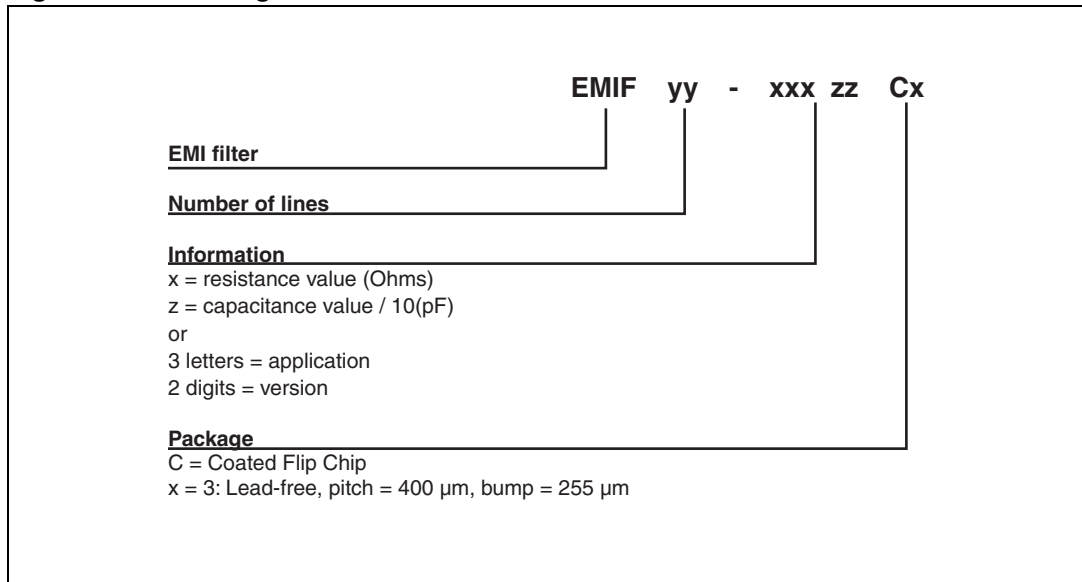 EMIF yy - xxx zz Cx
EMI filter
Number of lines
Information
x = resistance value (Ohms)
z = capacitance value / 10(pF)
or
3 letters = application
2 digits = version
Package
C = Coated Flip Chip
x = 3: Lead-free, pitch = 400 µm, bump = 255 µm